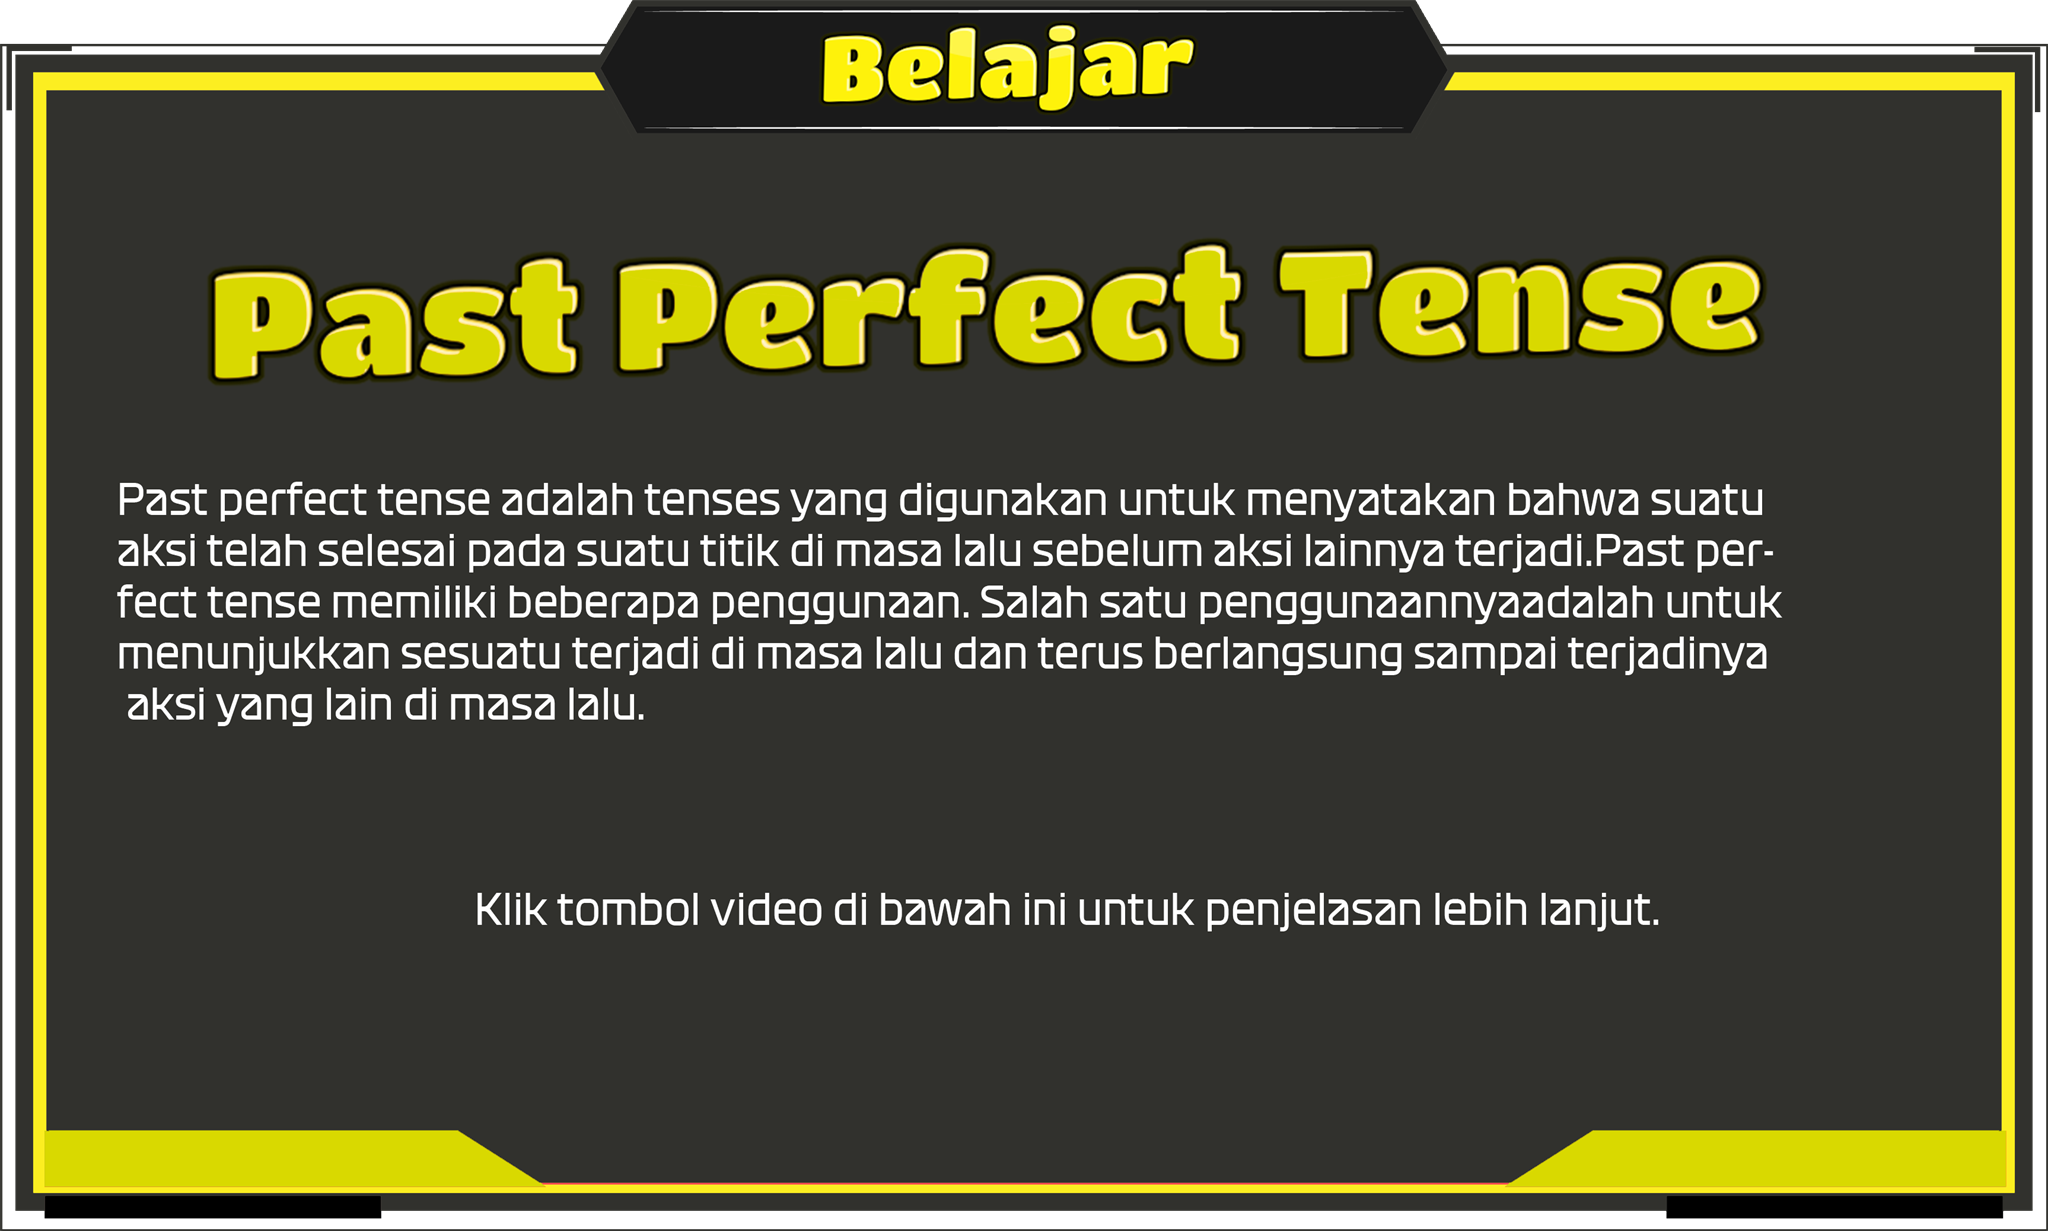 Belajar
Past Perfect Tense
Past perfect tense adalah tenses yang digunakan untuk menyatakan bahwa suatu
aksi telah selesai pada suatu titik di masa lalu sebelum aksi lainnya terjadi.Past per-
fect tense memiliki beberapa penggunaan. Salah satu penggunaannyaadalah untuk
menunjukkan sesuatu terjadi di masa lalu dan terus berlangsung sampai terjadinya
aksi yang lain di masa lalu.
Klik tombol video di bawah ini untuk penjelasan lebih lanjut.